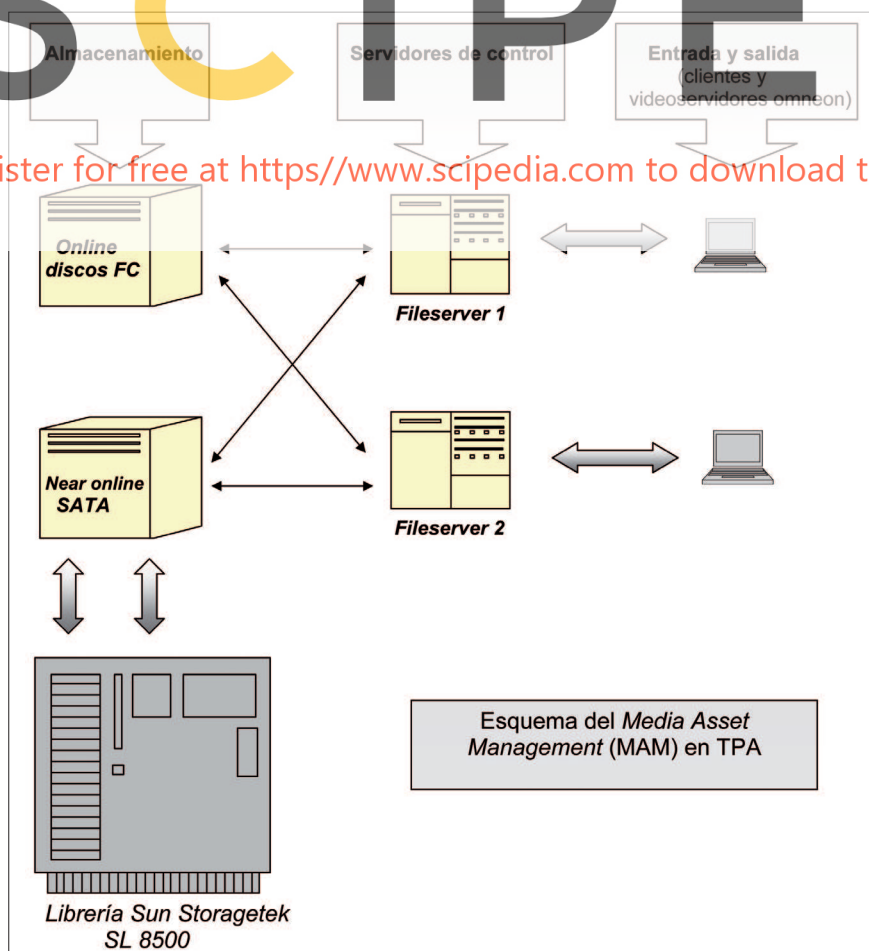 SCIPE
Almacenamiento
Servidores de control
Entrada y salida
(clientes y
videoservidores omneon)
ister for free at https//www.scipedia.com to download t
Online
discos FC
Fileserver 1
Near online
SATA
Fileserver 2
Esquema del Media Asset
Management (MAM) en TPA
Librería Sun Storagetek
SL 8500